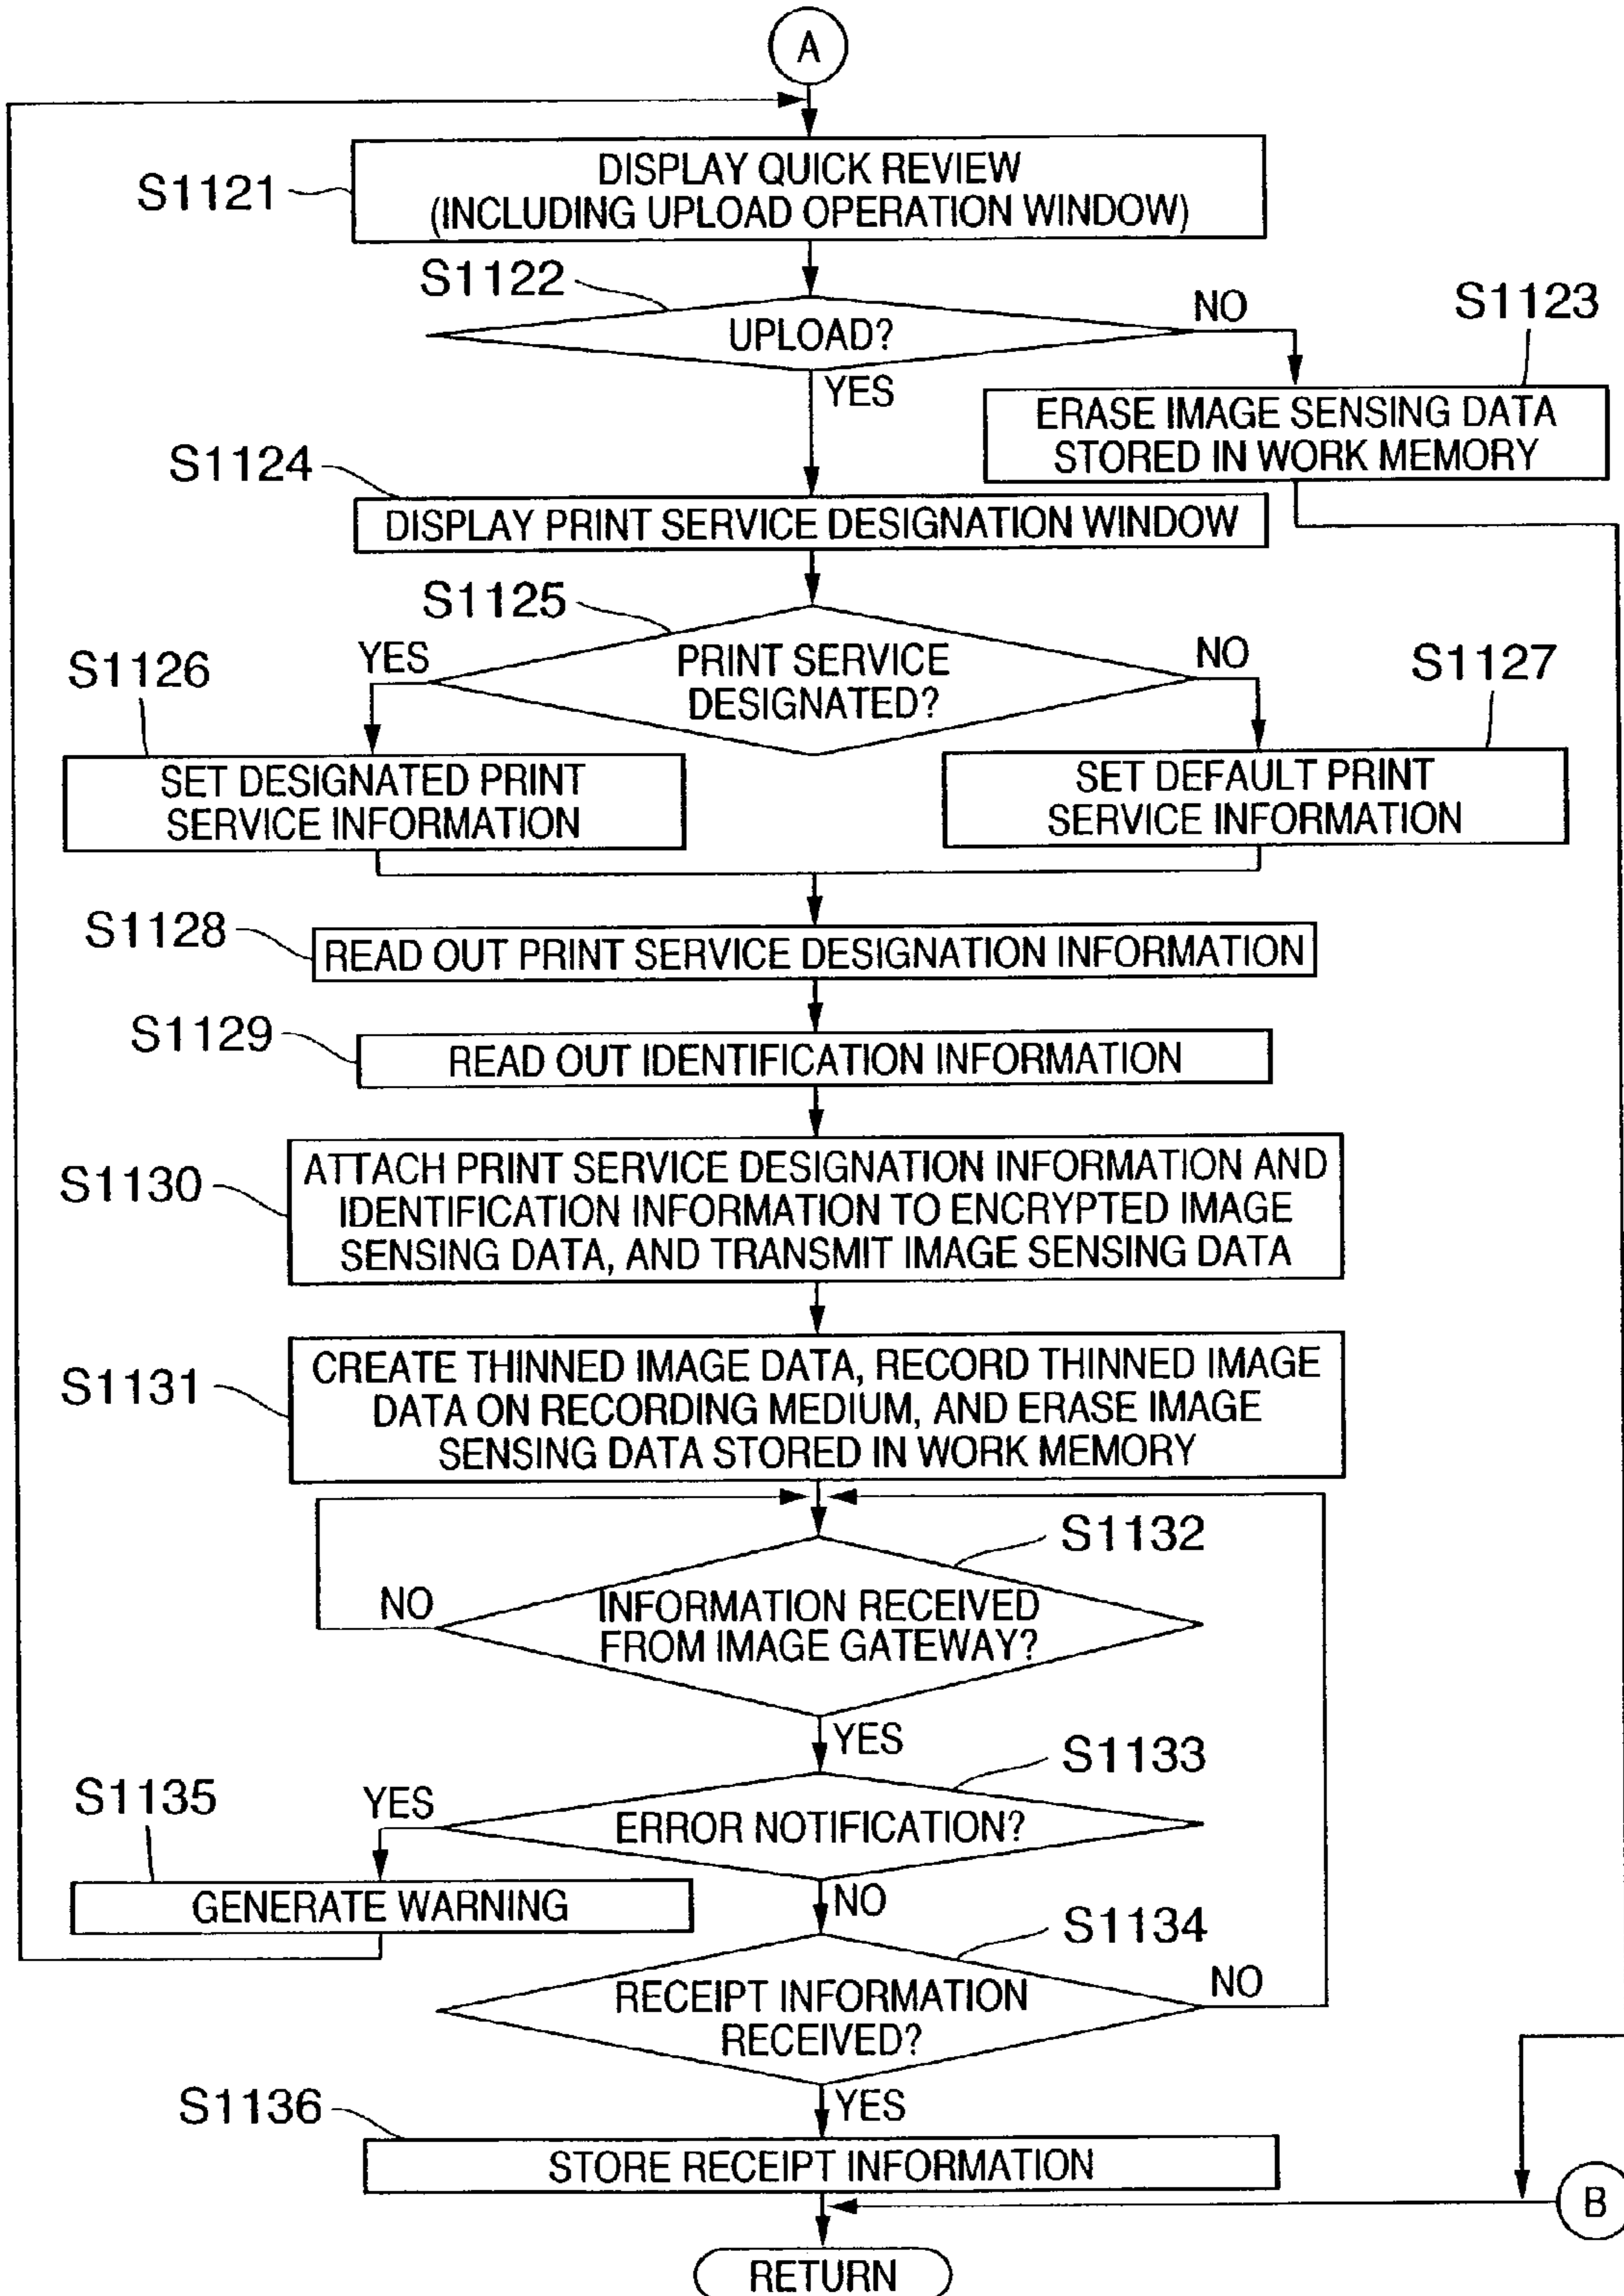 A
S1121
DISPLAY QUICK REVIEW
(INCLUDING UPLOAD OPERATION WINDOW)
S1122
UPLOAD?
NO
YES
S1123
ERASE IMAGE SENSING DATA
STORED IN WORK MEMORY
S1124
DISPLAY PRINT SERVICE DESIGNATION WINDOW
S1125
PRINT SERVICE
DESIGNATED?
YES
NO
S1126
SET DESIGNATED PRINT
SERVICE INFORMATION
S1127
SET DEFAULT PRINT
SERVICE INFORMATION
S1128
READ OUT PRINT SERVICE DESIGNATION INFORMATION
S1129
READ OUT IDENTIFICATION INFORMATION
S1130
ATTACH PRINT SERVICE DESIGNATION INFORMATION AND
IDENTIFICATION INFORMATION TO ENCRYPTED IMAGE
SENSING DATA, AND TRANSMIT IMAGE SENSING DATA
S1131
CREATE THINNED IMAGE DATA, RECORD THINNED IMAGE
DATA ON RECORDING MEDIUM, AND ERASE IMAGE
SENSING DATA STORED IN WORK MEMORY
S1132
INFORMATION RECEIVED
FROM IMAGE GATEWAY?
NO
YES
S1133
ERROR NOTIFICATION?
YES
NO
S1135
GENERATE WARNING
S1134
RECEIPT INFORMATION
RECEIVED?
NO
YES
S1136
STORE RECEIPT INFORMATION
B
RETURN